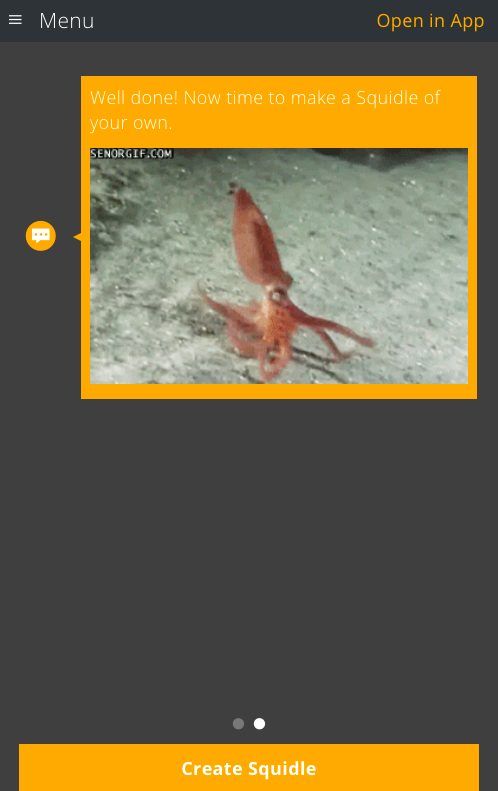 Menu
Open in App
Well done! Now time to make a Squidle of
your own.
SENORGIF.COM
Create Squidle